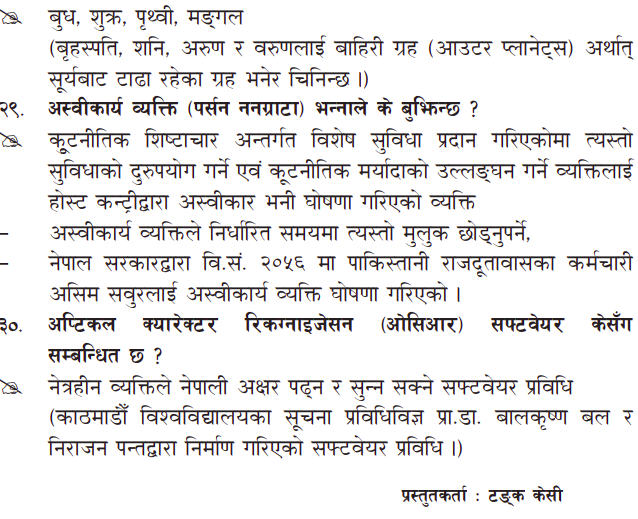 बुध, शुक्र, पृथ्वी, मङ्गल
(बृहस्पति, शनि, अरुण र वरुणलाई बाहिरी ग्रह (आउटर प्लानेट्स) अर्थात्
सूर्यबाट टाढा रहेका ग्रह भनेर चिनिन्छ ।)
२९. अस्वीकार्य व्यक्ति (पर्सन ननग्राटा) भन्नाले के बुझिन्छ ?
कूटनीतिक शिष्टाचार अन्तर्गत विशेष सुविधा प्रदान गरिएकोमा त्यस्तो
सुविधाको दुरुपयोग गर्ने एवं कूटनीतिक मर्यादाको उल्लङ्घन गर्ने व्यक्तिलाई
होस्ट कन्ट्रीद्वारा अस्वीकार भनी घोषणा गरिएको व्यक्ति
– अस्वीकार्य व्यक्तिले निर्धारित समयमा त्यस्तो मुलुक छोड्नुपर्ने,
– नेपाल सरकारद्वारा वि.सं. २०५६ मा पाकिस्तानी राजदूतावासका कर्मचारी
असिम सवुरलाई अस्वीकार्य व्यक्ति घोषणा गरिएको ।
३०. अप्टिकल क्यारेक्टर रिकग्नाइजेसन (ओसिआर) सफ्टवेयर केसँग
सम्बन्धित छ ?
नेत्रहीन व्यक्तिले नेपाली अक्षर पढ्न र सुन्न सक्ने सफ्टवेयर प्रविधि
(काठमाडौँ विश्वविद्यालयका सूचना प्रविधिविज्ञ प्रा.डा. बालकृष्ण बल र
निराजन पन्तद्वारा निर्माण गरिएको सफ्टवेयर प्रविधि ।)
प्रस्तुतकर्ता : टङ्क केसी